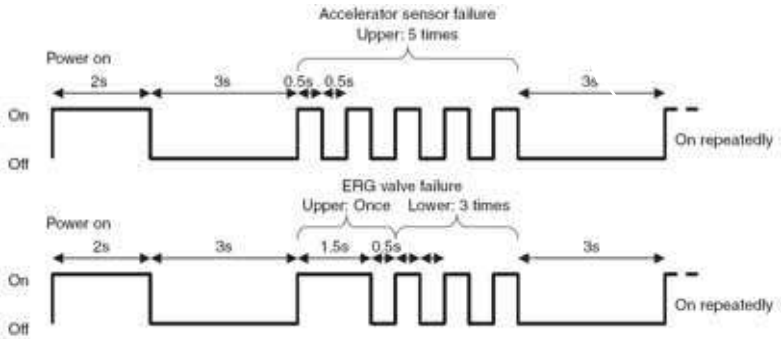 Accelerator sensor failure
Upper: 5 times
Power on
2s 3s 0.5s 0.5s 3s
On
Off
On repeatedly
ERG valve failure
Upper: Once Lower: 3 times
Power on
2s 3s 1.5s 0.5s 3s
On
Off
On repeatedly